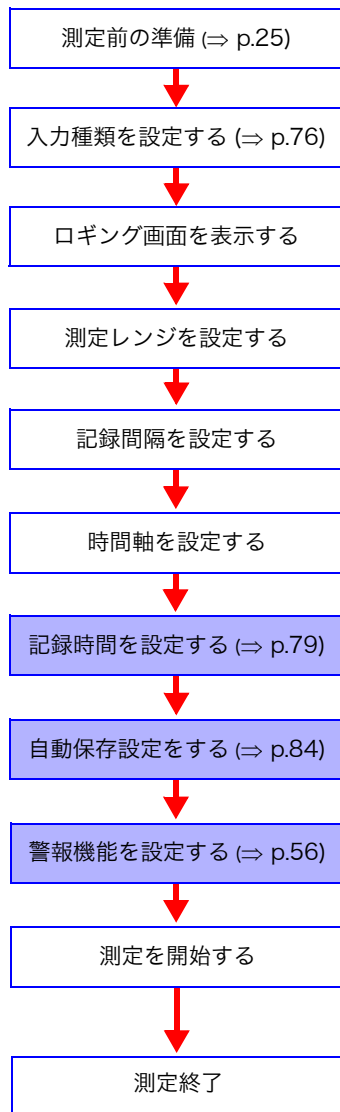 測定前の準備 (⇒ p.25)
入力種類を設定する (⇒ p.76)
ロギング画面を表示する
測定レンジを設定する
記録間隔を設定する
時間軸を設定する
記録時間を設定する (⇒ p.79)
自動保存設定をする (⇒ p.84)
警報機能を設定する (⇒ p.56)
測定を開始する
測定終了